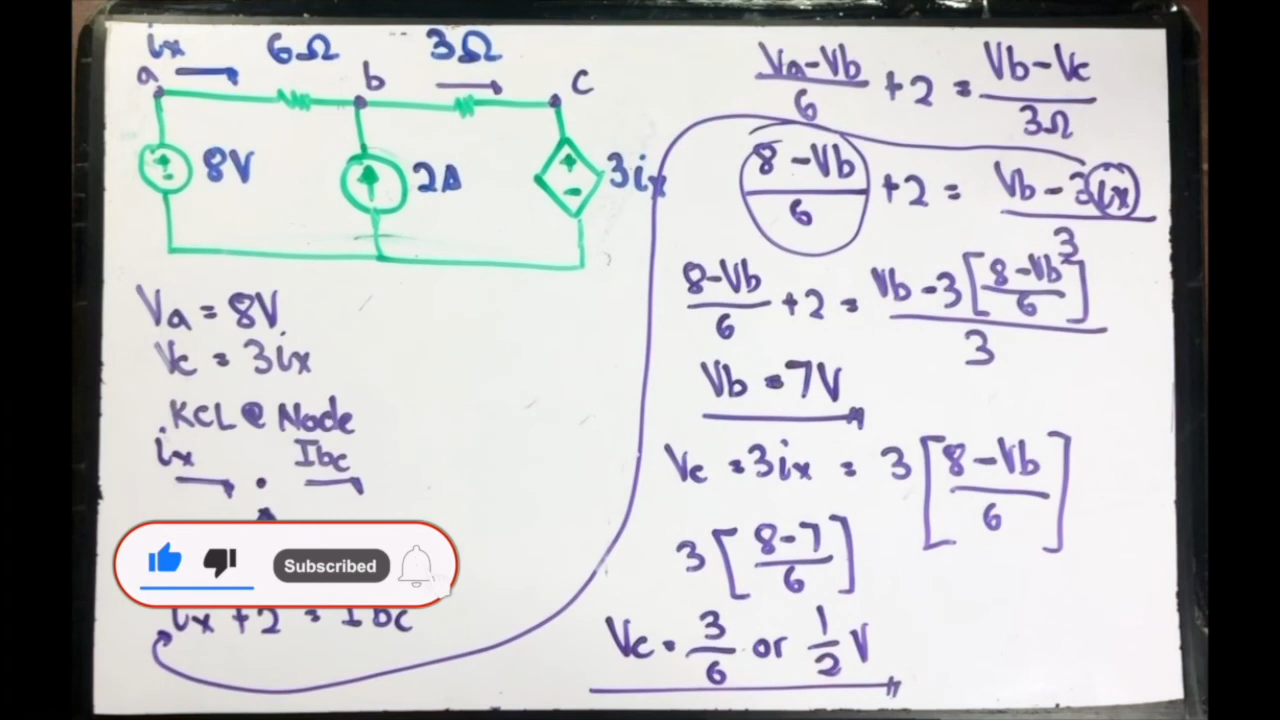 ix 6Ω 3Ω
a b c
8V 2A 3ix
Va = 8V
Vc = 3ix
KCL @ Node
ix Ibc
Subscribed
ix + 2 = Ibc
(Va - Vb)/6 + 2 = (Vb - Vc)/3Ω
(8 - Vb)/6 + 2 = (Vb - 3ix)/3
(8 - Vb)/6 + 2 = (Vb - 3[(8 - Vb)/6])/3
Vb = 7V
Vc = 3ix = 3[(8 - Vb)/6]
3[(8 - 7)/6]
Vc = 3/6 or 1/2 V